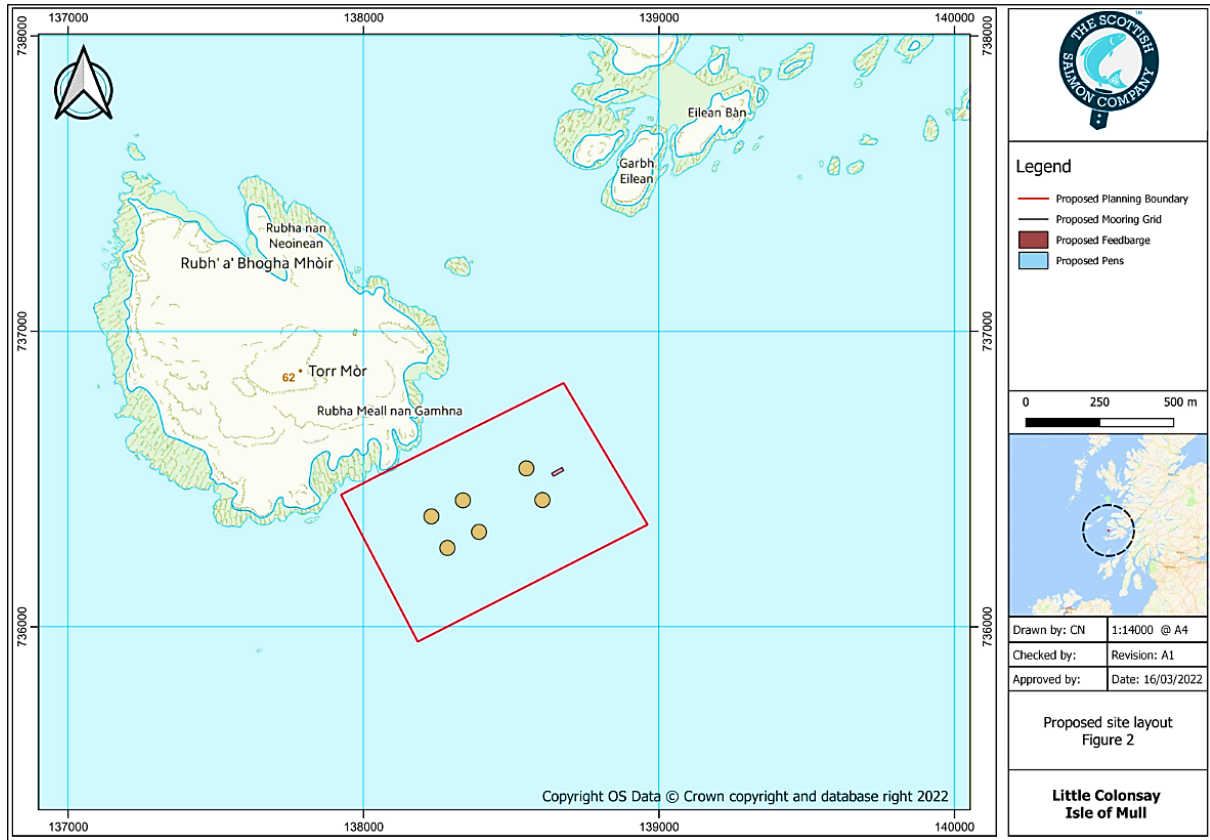 137000
138000
139000
140000
738000
738000
Eilean Bàn
Garbh
Eilean
Rubha nan
Neoinean
Rubh' a' Bhogha Mhòir
737000
737000
62
Torr Mòr
Rubha Meall nan Gamhna
736000
736000
Copyright OS Data © Crown copyright and database right 2022
137000
138000
139000
140000
THE SCOTTISH
SALMON COMPANY
TM
Legend
Proposed Planning Boundary
Proposed Mooring Grid
Proposed Feedbarge
Proposed Pens
0 250 500 m
Drawn by: CN
1:14000 @ A4
Checked by:
Revision: A1
Approved by:
Date: 16/03/2022
Proposed site layout
Figure 2
Little Colonsay
Isle of Mull